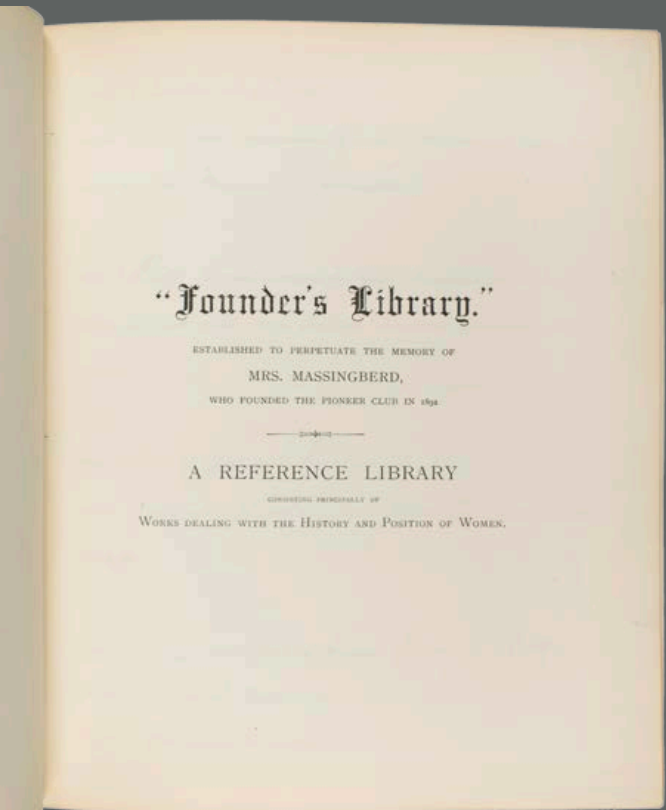 “Founder's Library.”
ESTABLISHED TO PERPETUATE THE MEMORY OF
MRS. MASSINGBERD,
WHO FOUNDED THE PIONEER CLUB IN 1892
A REFERENCE LIBRARY
CONSISTING PRINCIPALLY OF
WORKS DEALING WITH THE HISTORY AND POSITION OF WOMEN.